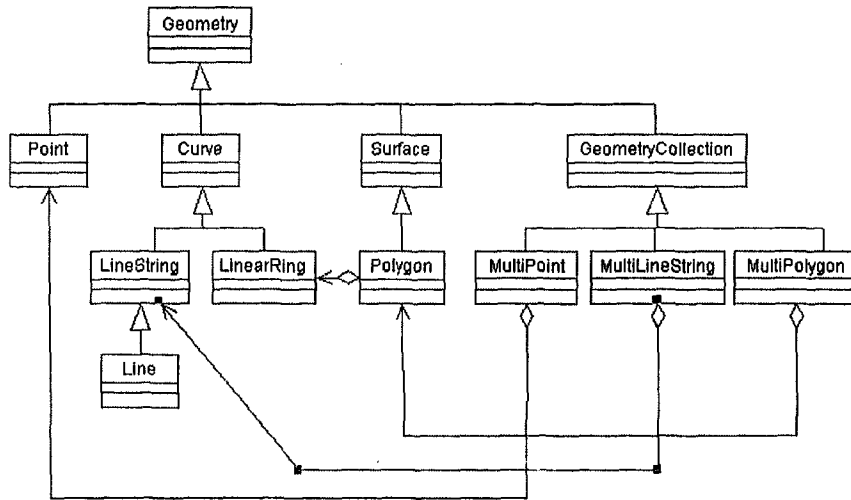 Geometry
Point
Curve
Surface
GeometryCollection
LineString
LinearRing
Polygon
MultiPoint
MultiLineString
MultiPolygon
Line